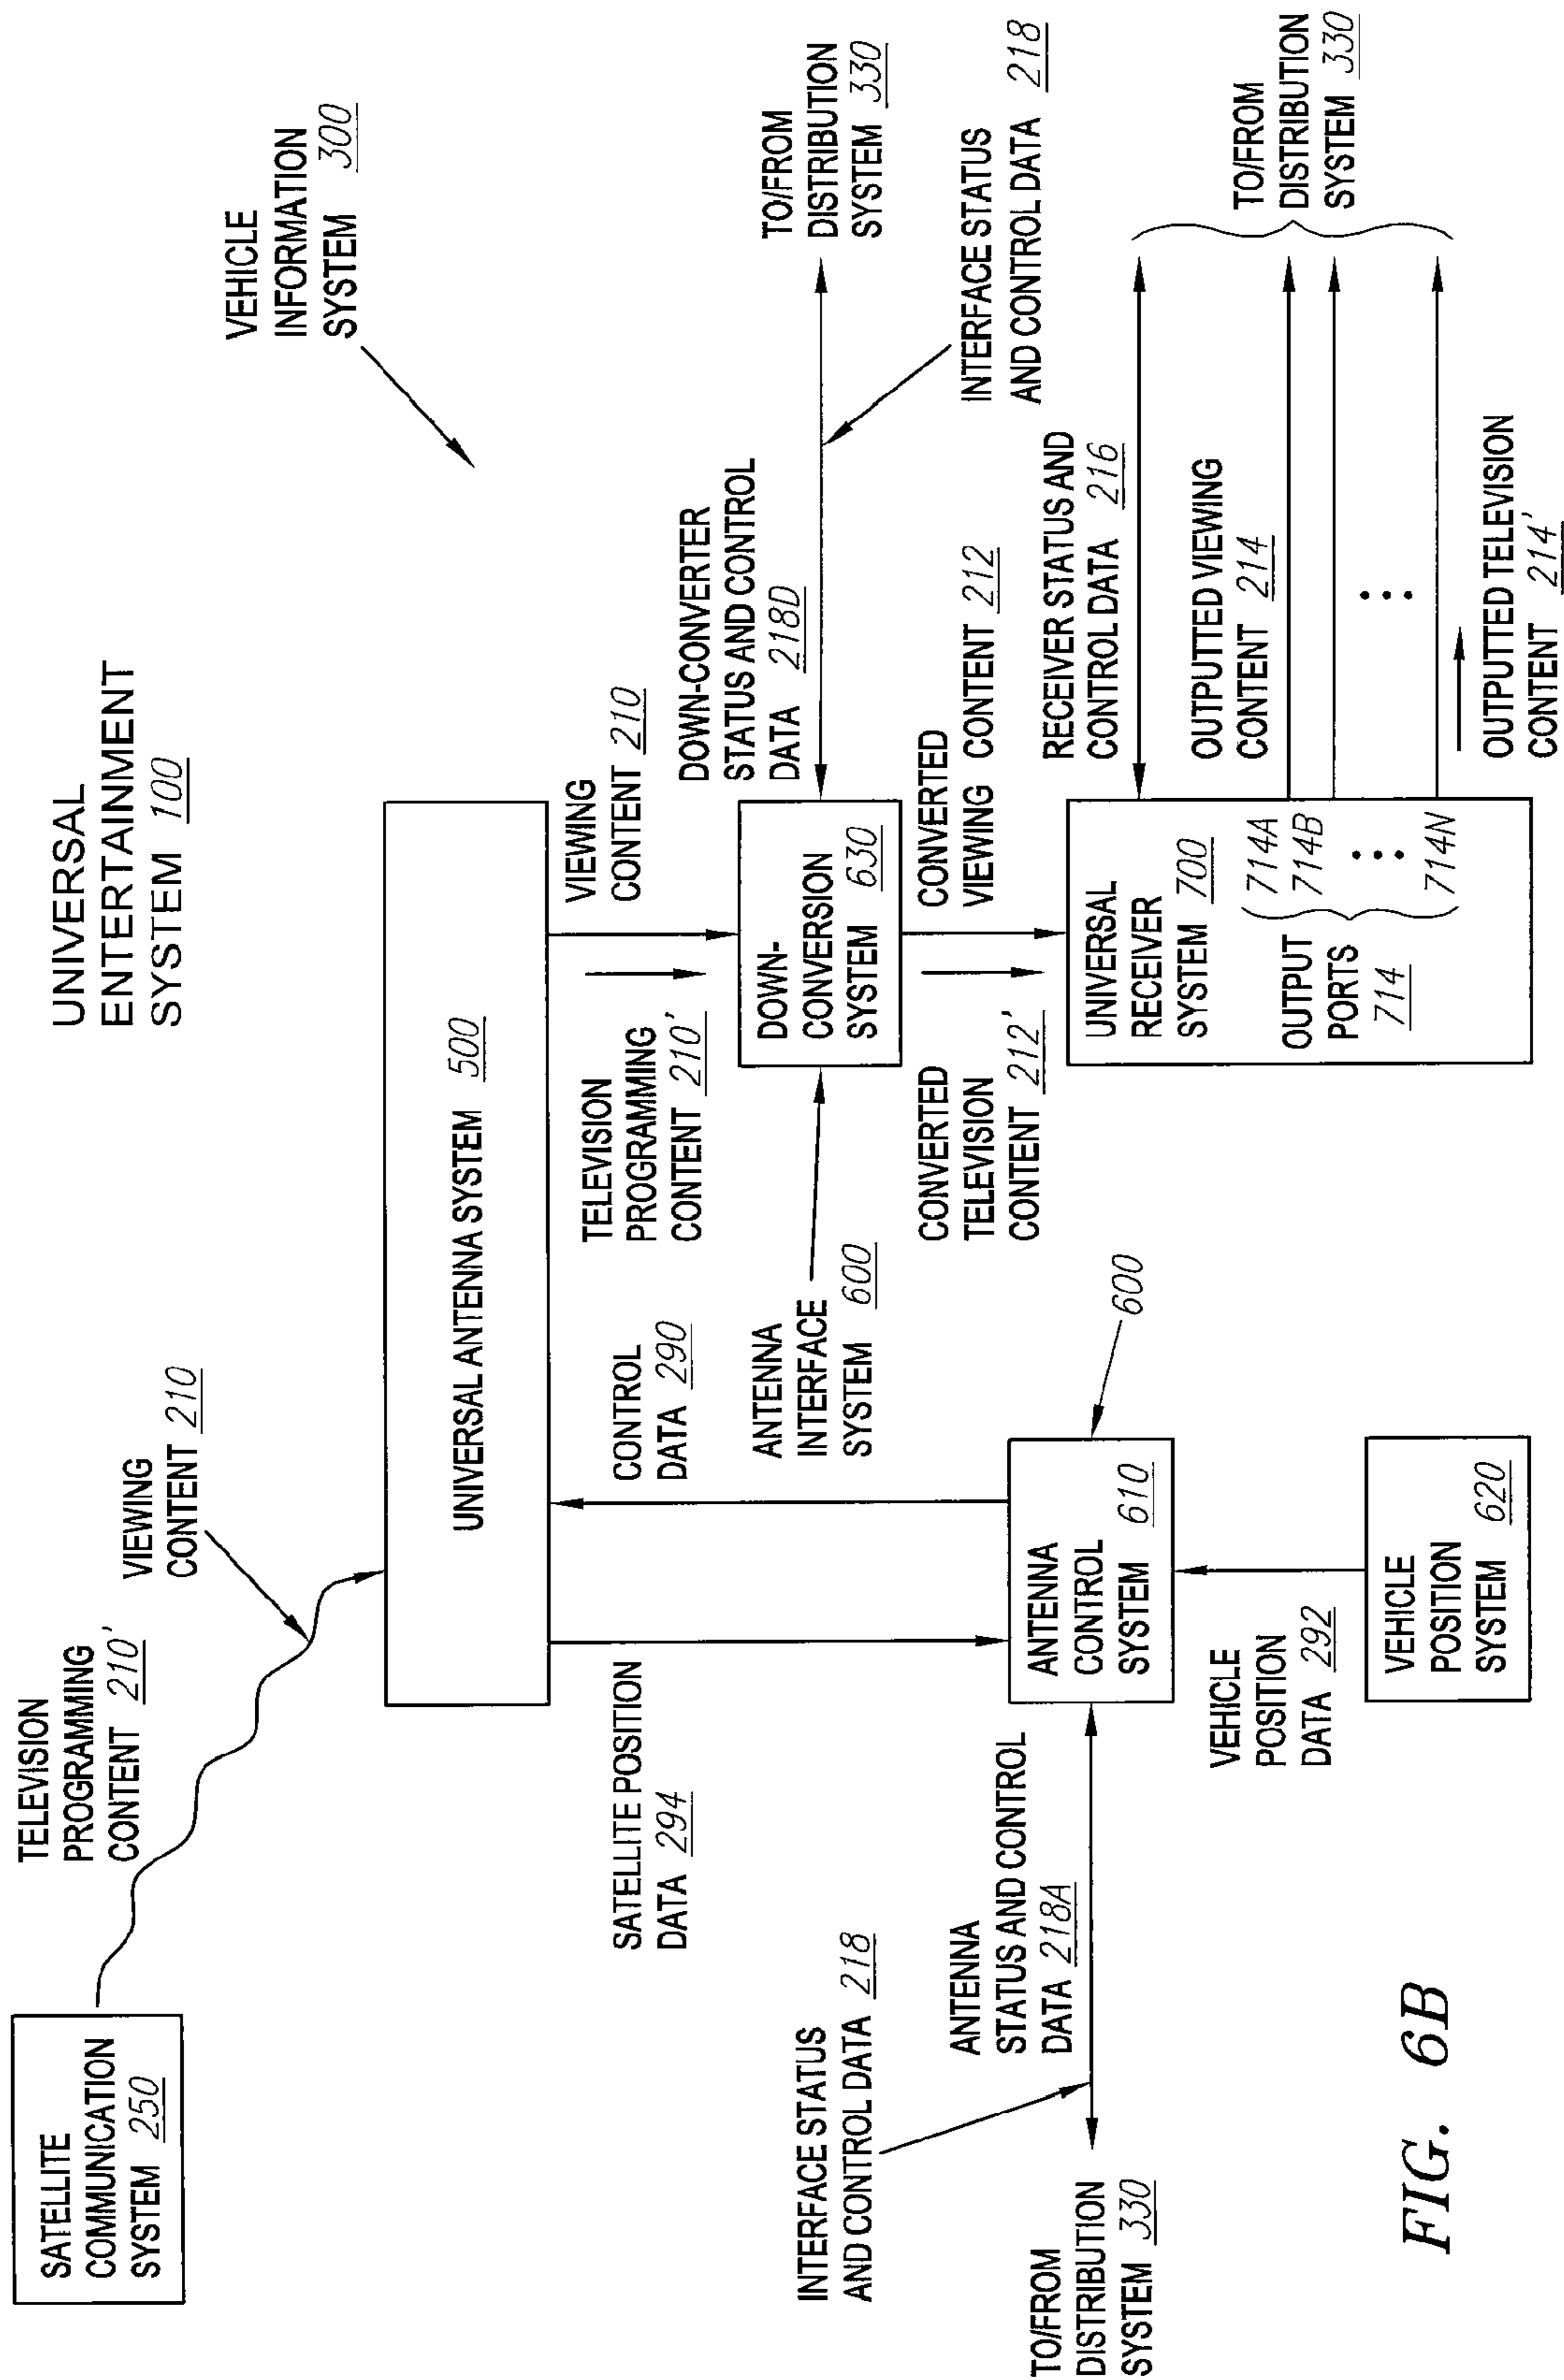 UNIVERSAL
ENTERTAINMENT
SYSTEM 100
SATELLITE
COMMUNICATION
SYSTEM 250
TELEVISION
PROGRAMMING
CONTENT 210'
VIEWING
CONTENT 210
VEHICLE
INFORMATION
SYSTEM 300
UNIVERSAL ANTENNA SYSTEM 500
SATELLITE POSITION
DATA 294
CONTROL
DATA 290
TELEVISION
PROGRAMMING
CONTENT 210'
VIEWING
CONTENT 210
DOWN-CONVERTER
STATUS AND CONTROL
DATA 218D
TO/FROM
DISTRIBUTION
SYSTEM 330
INTERFACE STATUS
AND CONTROL DATA 218
ANTENNA
INTERFACE
SYSTEM 600
DOWN-
CONVERSION
SYSTEM 630
INTERFACE STATUS
AND CONTROL DATA 218
ANTENNA
STATUS AND CONTROL
DATA 218A
TO/FROM
DISTRIBUTION
SYSTEM 330
ANTENNA
CONTROL
SYSTEM 610
600
CONVERTED
TELEVISION
CONTENT 212'
CONVERTED
VIEWING CONTENT 212
RECEIVER STATUS AND
CONTROL DATA 216
UNIVERSAL
RECEIVER
SYSTEM 700
OUTPUT
PORTS
714
714A
714B
714N
OUTPUTTED VIEWING
CONTENT 214
TO/FROM
DISTRIBUTION
SYSTEM 330
OUTPUTTED TELEVISION
CONTENT 214'
VEHICLE
POSITION
DATA 292
VEHICLE
POSITION
SYSTEM 620
FIG. 6B